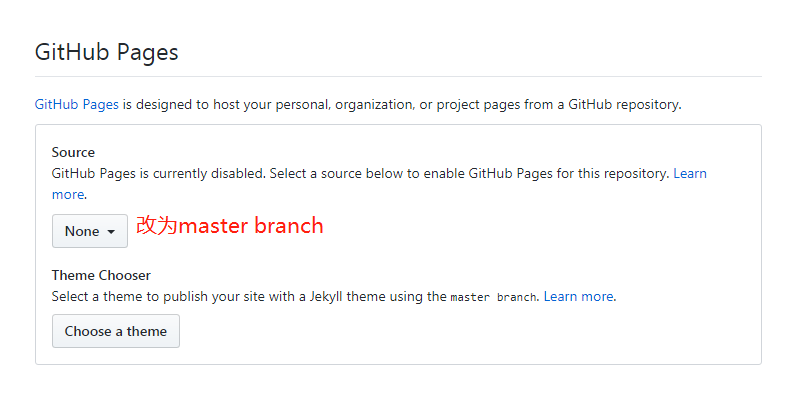 GitHub Pages
GitHub Pages is designed to host your personal, organization, or project pages from a GitHub repository.
Source
GitHub Pages is currently disabled. Select a source below to enable GitHub Pages for this repository. Learn
more.
None 改为master branch
Theme Chooser
Select a theme to publish your site with a Jekyll theme using the master branch. Learn more.
Choose a theme